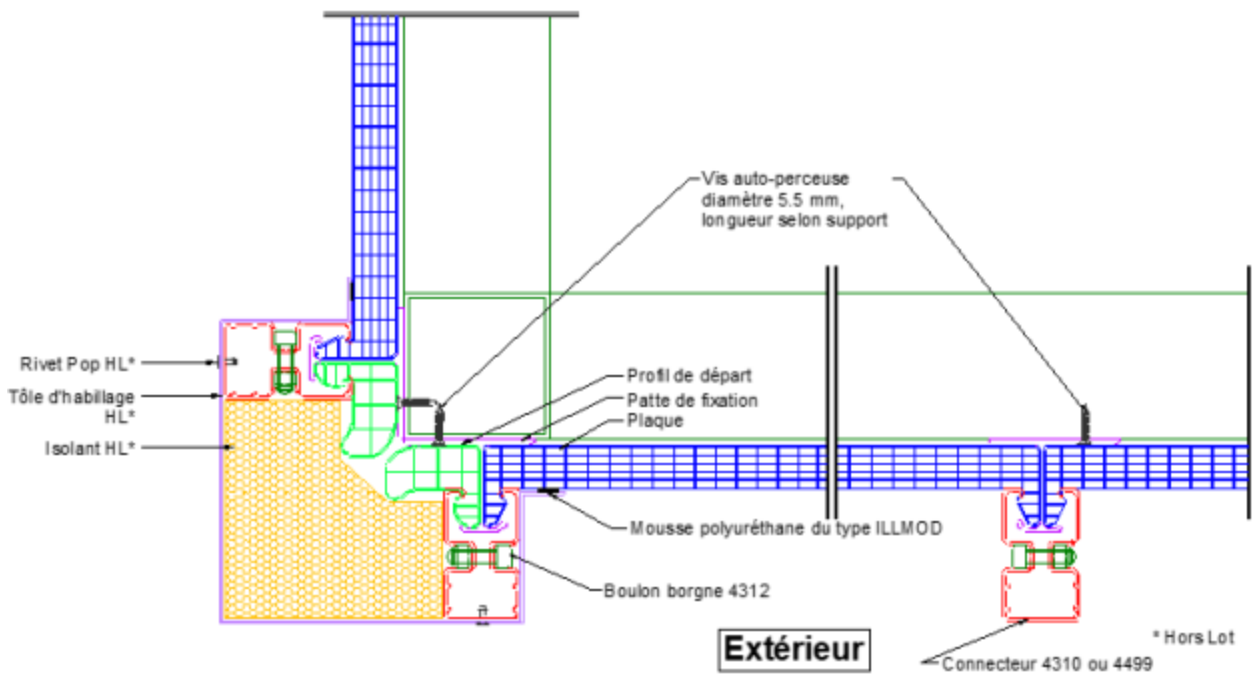 Vis auto-perceuse
diamètre 5.5 mm,
longueur selon support
Rivet Pop HL*
Tôle d'habillage
HL*
Isolant HL*
Profil de départ
Patte de fixation
Plaque
Mousse polyuréthane du type ILLMOD
Boulon borgne 4312
Extérieur
* Hors Lot
Connecteur 4310 ou 4499